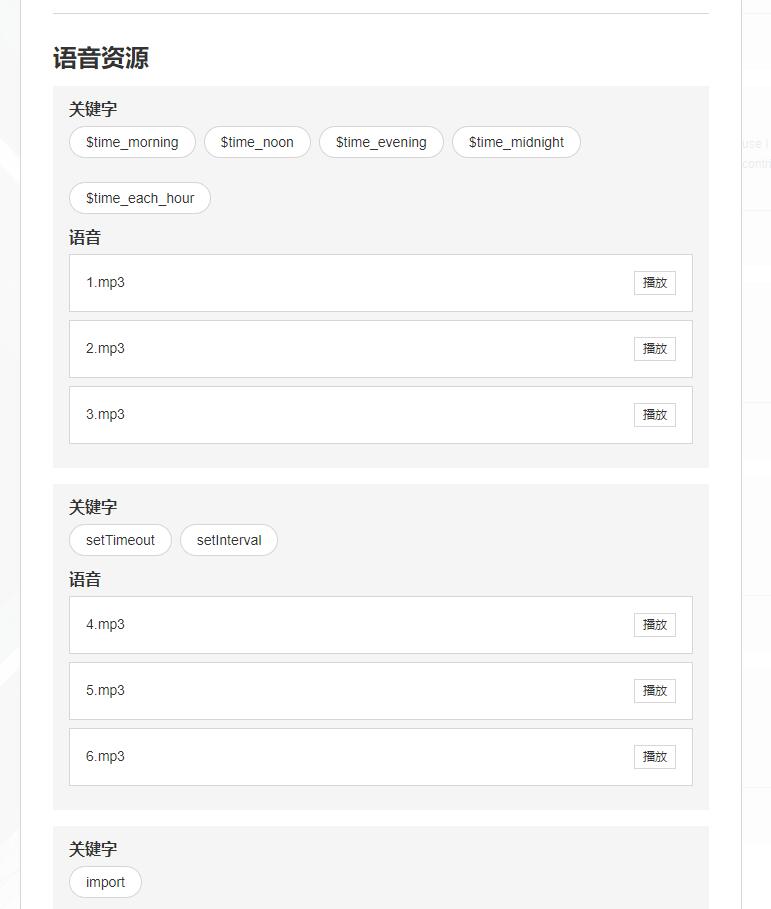 语音资源
关键字
$time_morning $time_noon $time_evening $time_midnight
$time_each_hour
语音
1.mp3 播放
2.mp3 播放
3.mp3 播放
关键字
setTimeout setInterval
语音
4.mp3 播放
5.mp3 播放
6.mp3 播放
关键字
import
use I
contr